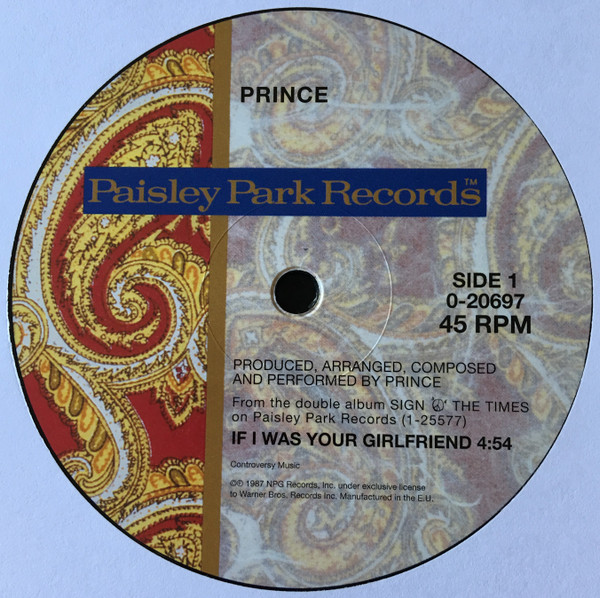 PRINCE
Paisley Park Records™
SIDE 1
0-20697
45 RPM
PRODUCED, ARRANGED, COMPOSED
AND PERFORMED BY PRINCE
From the double album SIGN ☮︎' THE TIMES
on Paisley Park Records (1-25577)
IF I WAS YOUR GIRLFRIEND 4:54
Controversy Music
©℗ 1987 NPG Records, Inc. under exclusive license
to Warner Bros. Records Inc. Manufactured in the E.U.